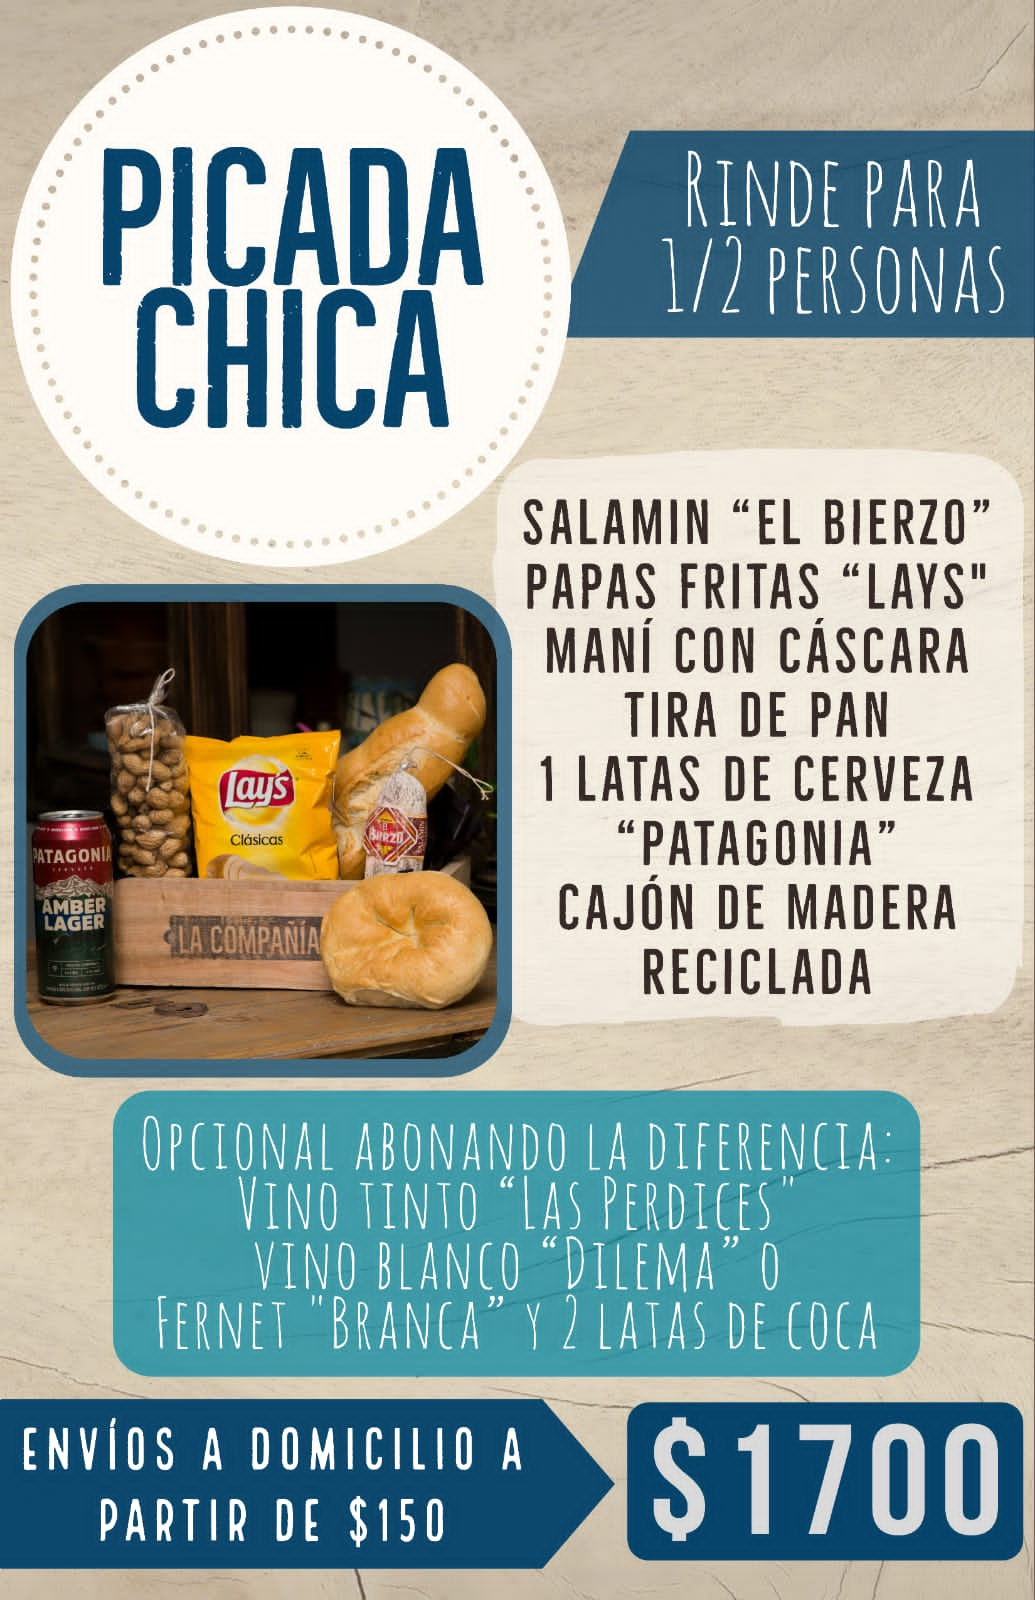 PICADA
CHICA
RINDE PARA
1/2 PERSONAS
SALAMIN “EL BIERZO”
PAPAS FRITAS “LAYS"
MANÍ CON CÁSCARA
TIRA DE PAN
1 LATAS DE CERVEZA
“PATAGONIA”
CAJÓN DE MADERA
RECICLADA
Lay's
Clásicas
EL
BIERZO
PATAGONIA
CERVEZA
AMBER
LAGER
LA COMPAÑÍA
OPCIONAL ABONANDO LA DIFERENCIA:
VINO TINTO “LAS PERDICES"
VINO BLANCO “DILEMA” O
FERNET "BRANCA” Y 2 LATAS DE COCA
ENVÍOS A DOMICILIO A
PARTIR DE $150
$1700